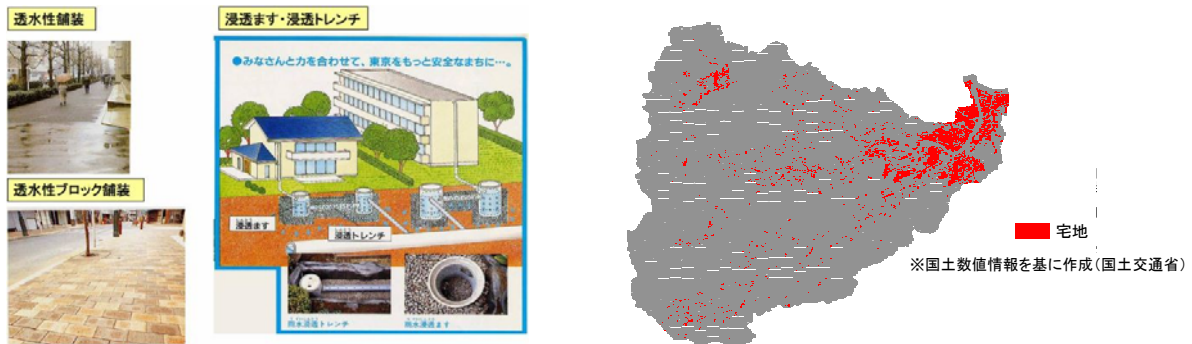 透水性舗装
透水性ブロック舗装
浸透ます・浸透トレンチ
●みなさんと力を合わせて、東京をもっと安全なまちに…。
浸透ます
浸透トレンチ
雨水浸透トレンチ
雨水浸透ます
宅地
※国土数値情報を基に作成(国土交通省)